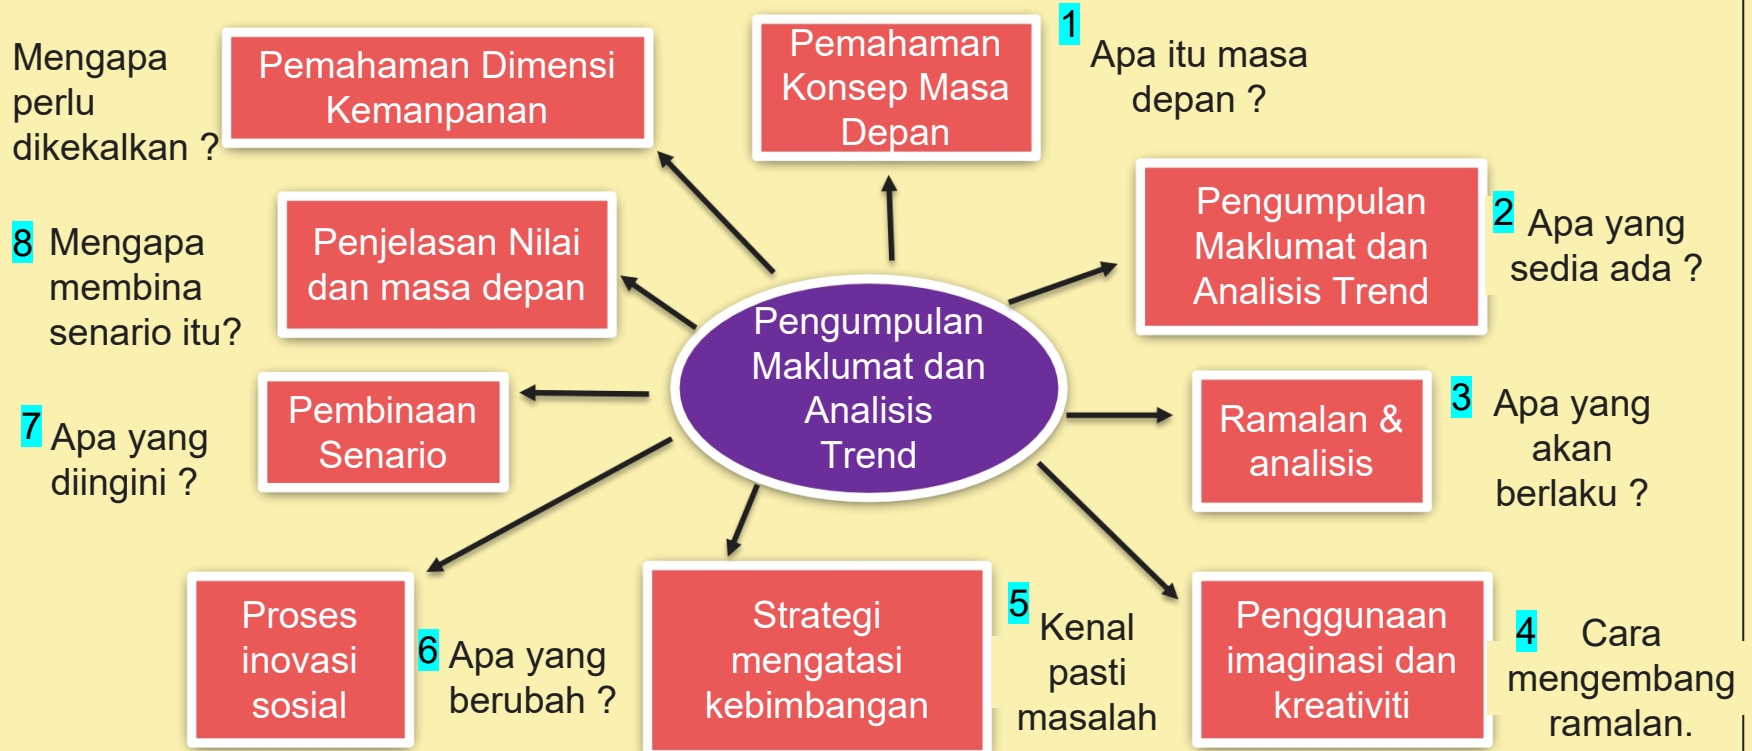 Mengapa
perlu
dikekalkan ?
Pemahaman Dimensi
Kemanpanan
Pemahaman
Konsep Masa
Depan
1
Apa itu masa
depan ?
Pengumpulan
Maklumat dan
Analisis Trend
2
Apa yang
sedia ada ?
8
Mengapa
membina
senario itu?
Penjelasan Nilai
dan masa depan
Pengumpulan
Maklumat dan
Analisis
Trend
7
Apa yang
diingini ?
Pembinaan
Senario
Ramalan &
analisis
3
Apa yang
akan
berlaku ?
Proses
inovasi
sosial
6
Apa yang
berubah ?
Strategi
mengatasi
kebimbangan
5
Kenal
pasti
masalah
Penggunaan
imaginasi dan
kreativiti
4
Cara
mengembang
ramalan.